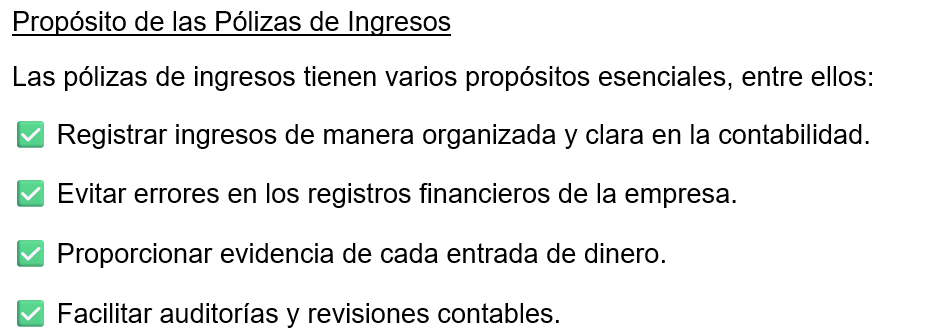 Propósito de las Pólizas de Ingresos
Las pólizas de ingresos tienen varios propósitos esenciales, entre ellos:
✅ Registrar ingresos de manera organizada y clara en la contabilidad.
✅ Evitar errores en los registros financieros de la empresa.
✅ Proporcionar evidencia de cada entrada de dinero.
✅ Facilitar auditorías y revisiones contables.